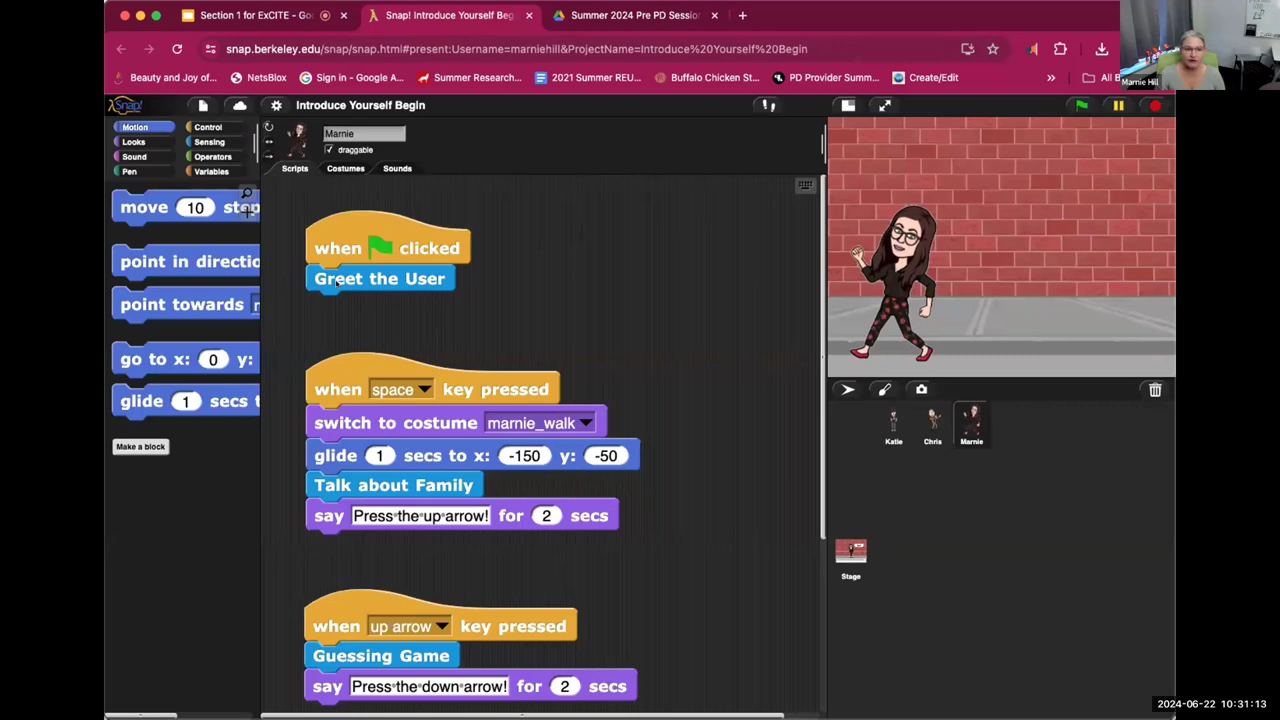 Section 1 for ExCITE - Go
Snap! Introduce Yourself Beg
Summer 2024 Pre PD Sessio
snap.berkeley.edu/snap/snap.html#present:Username=marniehill&ProjectName=Introduce%20Yourself%20Begin
Beauty and Joy of...
NetsBlox
Sign in - Google A...
Summer Research...
2021 Summer REU...
Buffalo Chicken St...
PD Provider Summ...
Create/Edit
»
All B
Marnie Hill
Snap!
Introduce Yourself Begin
Motion
Control
Looks
Sensing
Sound
Operators
Pen
Variables
Marnie
draggable
Scripts
Costumes
Sounds
move 10 step
point in directio
point towards
go to x: 0 y:
glide 1 secs t
Make a block
when clicked
Greet the User
when space key pressed
switch to costume marnie_walk
glide 1 secs to x: -150 y: -50
Talk about Family
say Press·the·up·arrow! for 2 secs
when up arrow key pressed
Guessing Game
say Press·the·down·arrow! for 2 secs
Katie
Chris
Marnie
Stage
2024-06-22 10:31:13